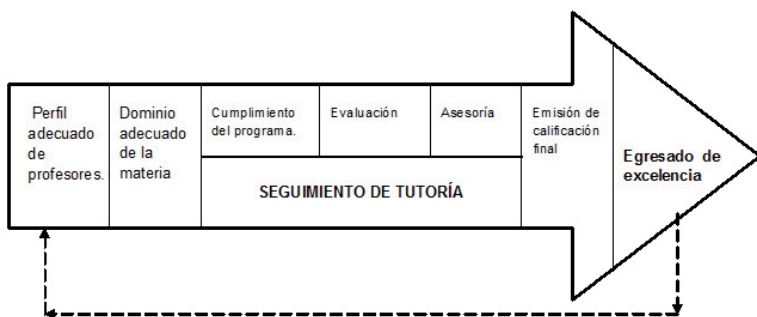 Perfil
adecuado
de
profesores.
Dominio
adecuado
de la
materia
Cumplimiento
del programa.
Evaluación
Asesoría
SEGUIMIENTO DE TUTORÍA
Emisión de
calificación
final
Egresado de
excelencia